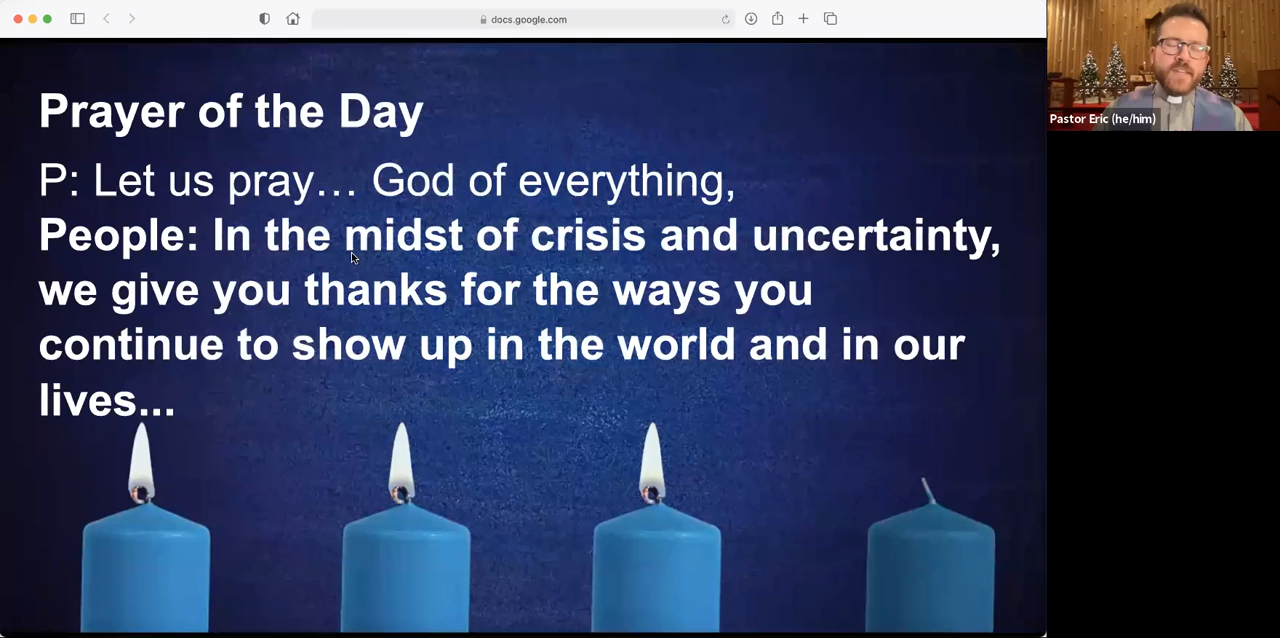 docs.google.com
Prayer of the Day
P: Let us pray… God of everything,
People: In the midst of crisis and uncertainty,
we give you thanks for the ways you
continue to show up in the world and in our
lives...
Pastor Eric (he/him)